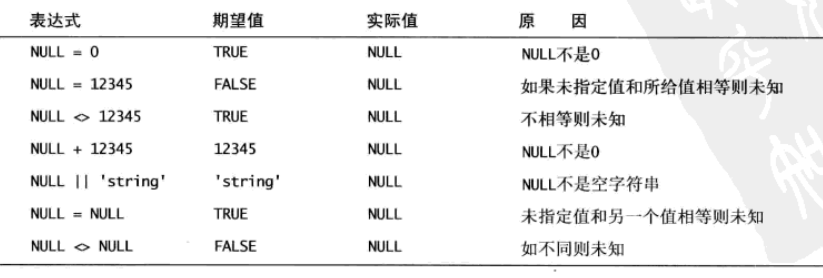 表达式 期望值 实际值 原 因
NULL = 0 TRUE NULL NULL不是0
NULL = 12345 FALSE NULL 如果未指定值和所给值相等则未知
NULL <> 12345 TRUE NULL 不相等则未知
NULL + 12345 12345 NULL NULL不是0
NULL || 'string' 'string' NULL NULL不是空字符串
NULL = NULL TRUE NULL 未指定值和另一个值相等则未知
NULL <> NULL FALSE NULL 如不同则未知